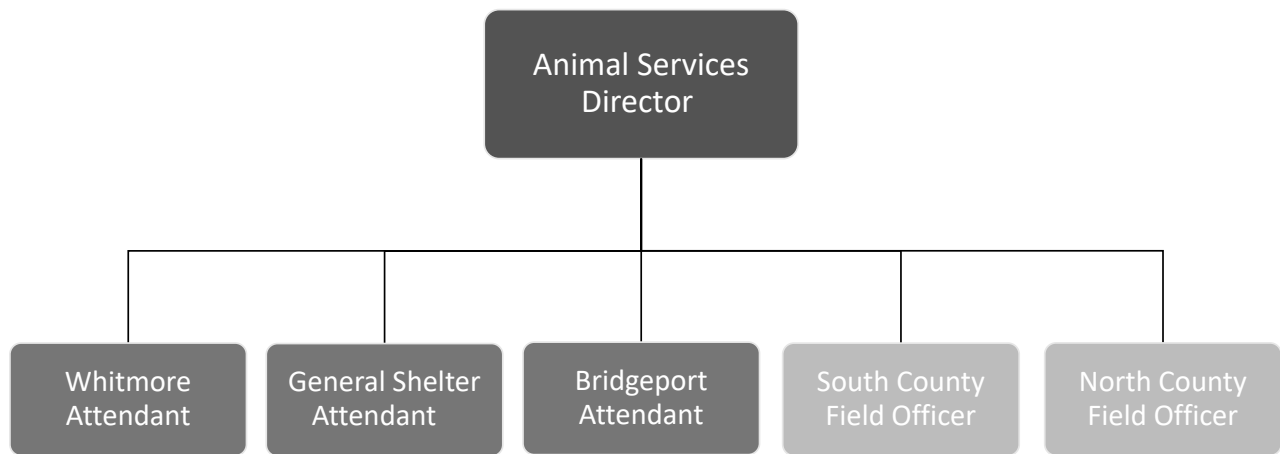 Animal Services
Director
Whitmore
Attendant
General Shelter
Attendant
Bridgeport
Attendant
South County
Field Officer
North County
Field Officer